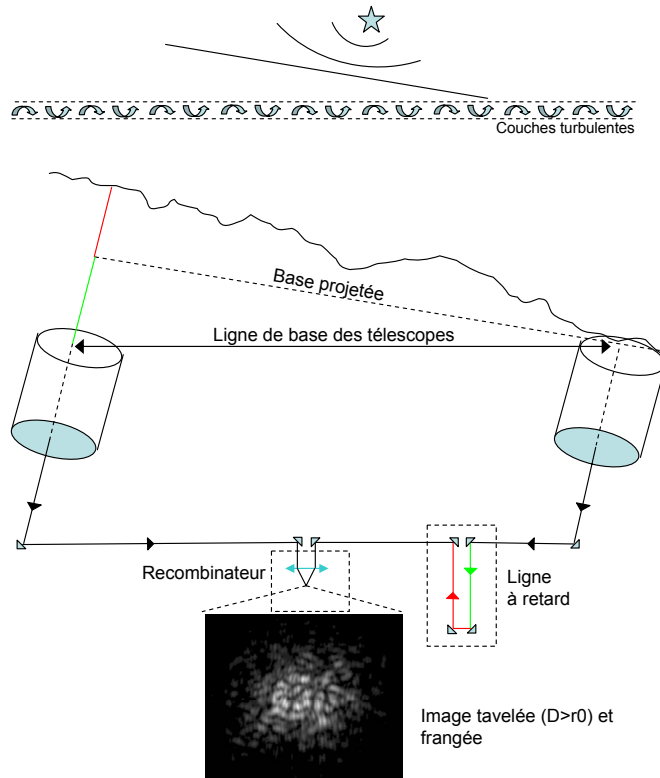 Couches turbulentes
Base projetée
Ligne de base des télescopes
Recombinateur
Ligne
à retard
Image tavelée (D>r0) et
frangée